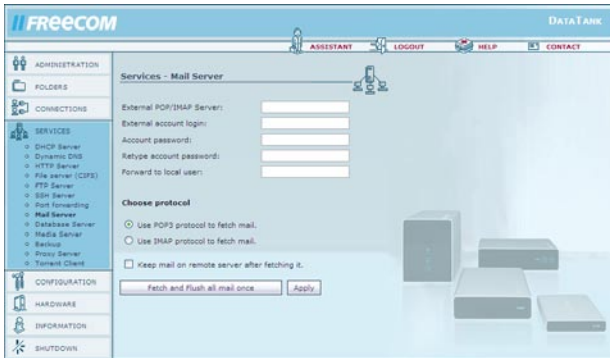 FREECOM
DATATANK
ASSISTANT
LOGOUT
HELP
CONTACT
ADMINISTRATION
FOLDERS
CONNECTIONS
SERVICES
DHCP Server
Dynamic DNS
HTTP Server
File server (CIFS)
FTP Server
SSH Server
Port forwarding
Mail Server
Database Server
Media Server
Backup
Proxy Server
Torrent Client
CONFIGURATION
HARDWARE
INFORMATION
SHUTDOWN
Services - Mail Server
External POP/IMAP Server:
External account login:
Account password:
Retype account password:
Forward to local user:
Choose protocol
Use POP3 protocol to fetch mail.
Use IMAP protocol to fetch mail.
Keep mail on remote server after fetching it.
Fetch and Flush all mail once
Apply